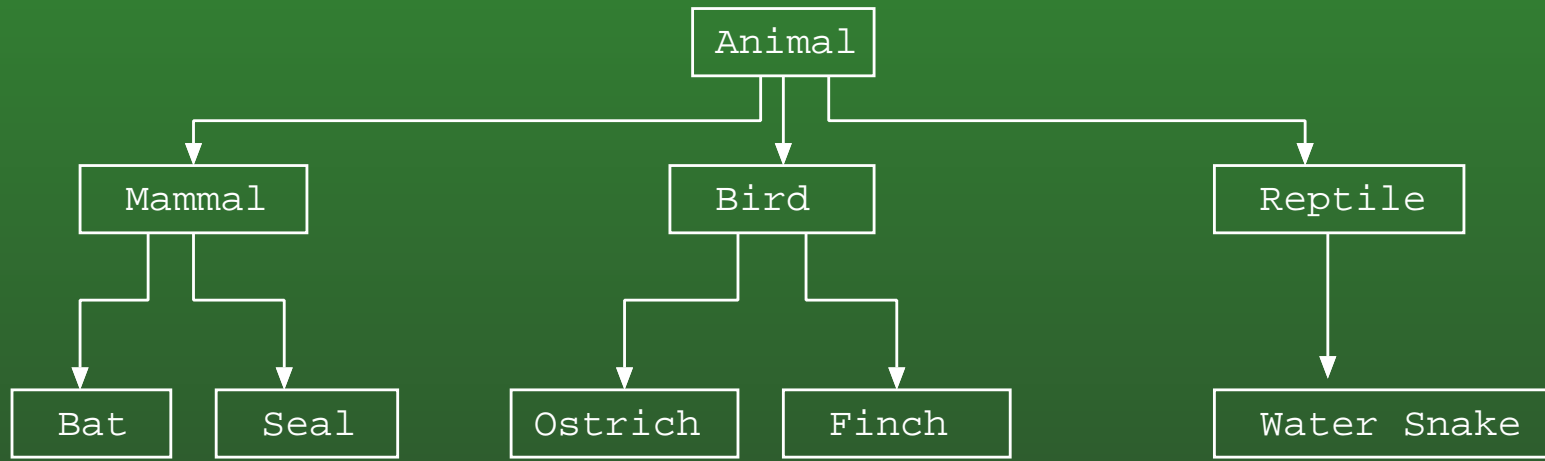 Animal
Mammal
Bird
Reptile
Bat
Seal
Ostrich
Finch
Water Snake